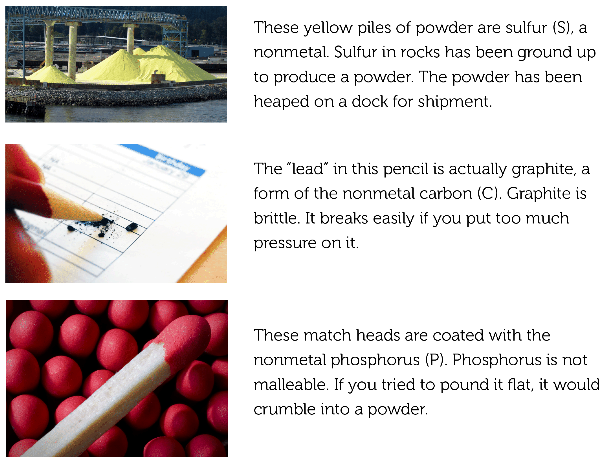 These yellow piles of powder are sulfur (S), a
nonmetal. Sulfur in rocks has been ground up
to produce a powder. The powder has been
heaped on a dock for shipment.
The “lead” in this pencil is actually graphite, a
form of the nonmetal carbon (C). Graphite is
brittle. It breaks easily if you put too much
pressure on it.
These match heads are coated with the
nonmetal phosphorus (P). Phosphorus is not
malleable. If you tried to pound it flat, it would
crumble into a powder.